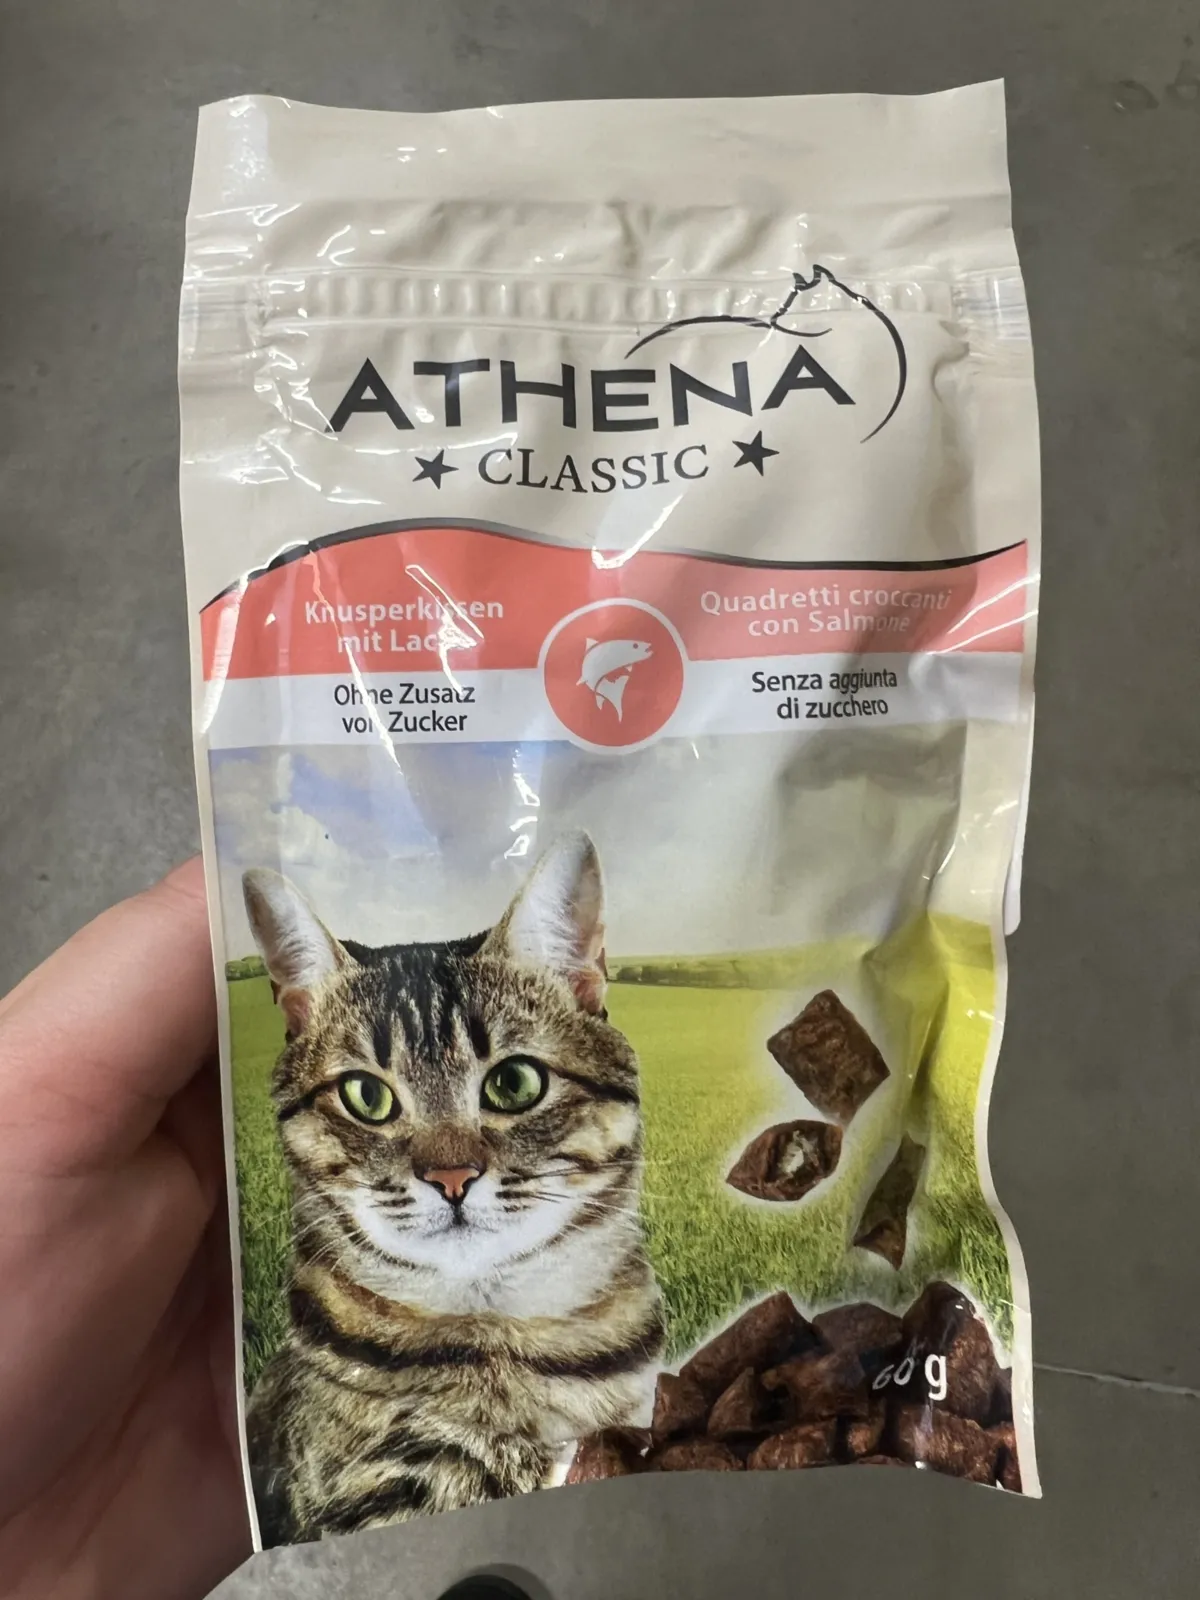 ATHENA
CLASSIC
Knusperkissen
mit Lachs
Quadretti croccanti
con Salmone
Ohne Zusatz
von Zucker
Senza aggiunta
di zucchero
60 g